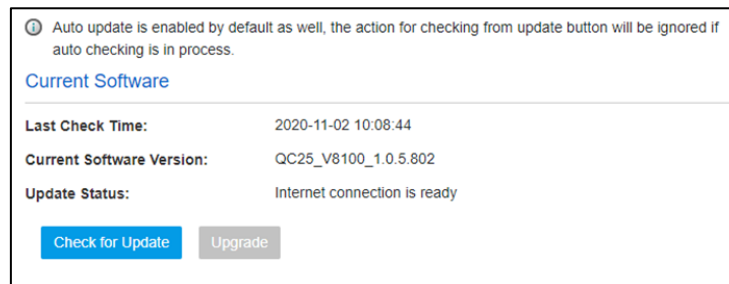 Auto update is enabled by default as well, the action for checking from update button will be ignored if
auto checking is in process.
Current Software
Last Check Time: 2020-11-02 10:08:44
Current Software Version: QC25_V8100_1.0.5.802
Update Status: Internet connection is ready
Check for Update Upgrade